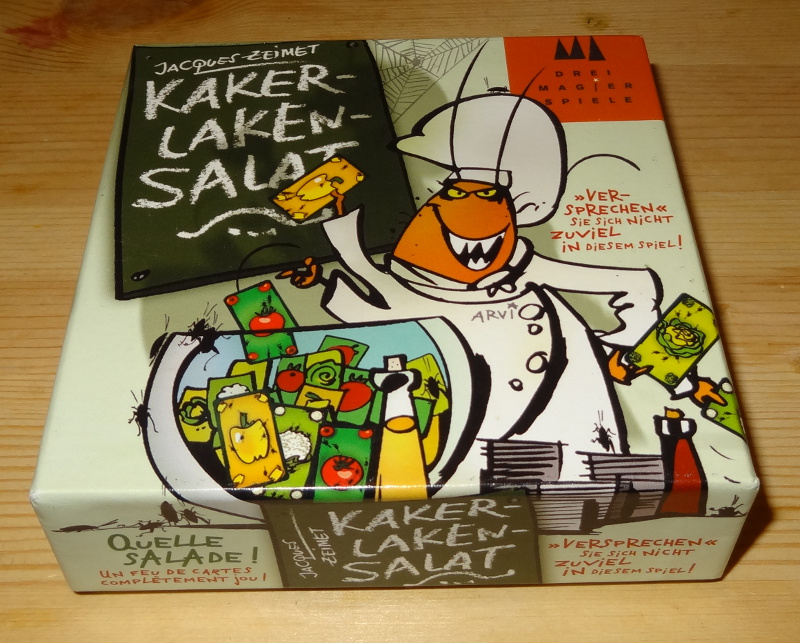 JACQUES ZEIMET
KAKER-
LAKEN-
SALAT
DREI
MAGIER
SPIELE
»VER-
SPRECHEN«
SIE SICH NICHT
ZUVIEL
IN DIESEM SPIEL!
ARVi
QUELLE
SALADE!
UN FEU DE CARTES
COMPLÈTEMENT JOU!
JACQUES
ZEIMET
KAKER-
LAKEN-
SALAT
»VERSPRECHEN«
SIE SICH NICHT
ZUVIEL
IN DIESEM SPIEL!